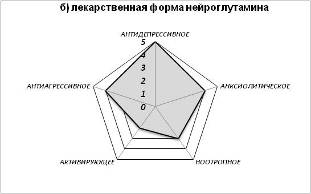 б) лекарственная форма нейроглутамина
АНТИДЕПРЕССИВНОЕ
5
4
АНТИАГРЕССИВНОЕ
3
АНКСИОЛИТИЧЕСКОЕ
2
1
0
АКТИВИРУЮЩЕЕ
НООТРОПНОЕ